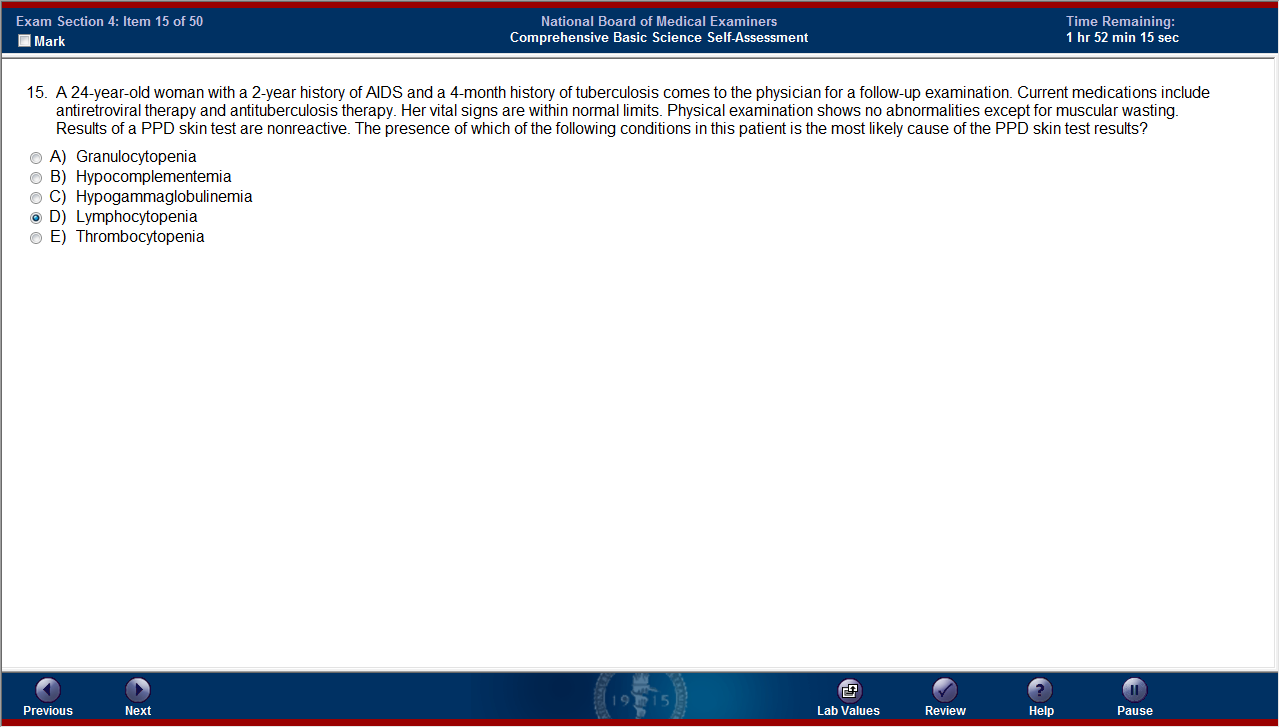 Exam Section 4: Item 15 of 50
National Board of Medical Examiners
Time Remaining:
Mark
Comprehensive Basic Science Self-Assessment
1 hr 52 min 15 sec
15. A 24-year-old woman with a 2-year history of AIDS and a 4-month history of tuberculosis comes to the physician for a follow-up examination. Current medications include
antiretroviral therapy and antituberculosis therapy. Her vital signs are within normal limits. Physical examination shows no abnormalities except for muscular wasting.
Results of a PPD skin test are nonreactive. The presence of which of the following conditions in this patient is the most likely cause of the PPD skin test results?
A) Granulocytopenia
B) Hypocomplementemia
C) Hypogammaglobulinemia
D) Lymphocytopenia
E) Thrombocytopenia
1915
Previous
Next
Lab Values
Review
Help
Pause